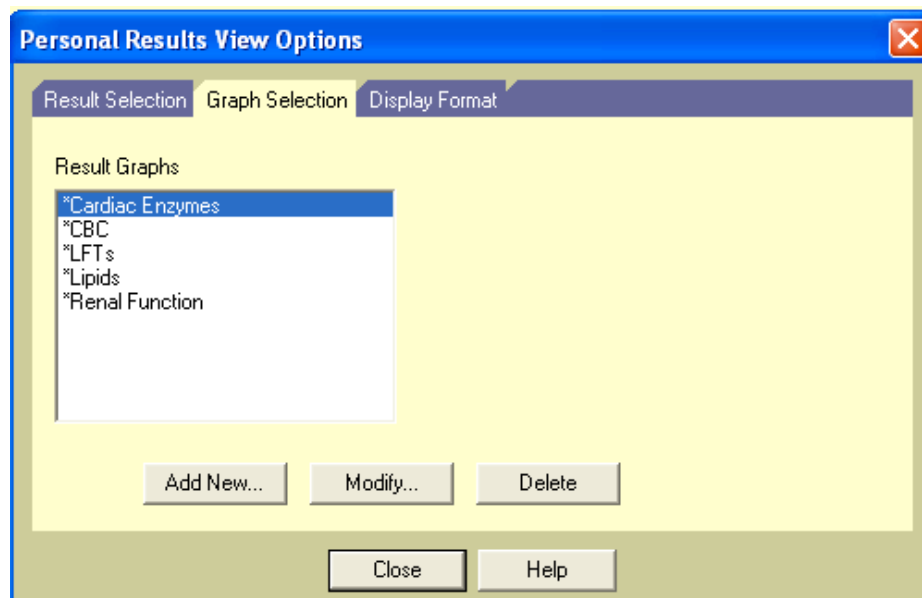 Personal Results View Options
Result Selection Graph Selection Display Format
Result Graphs
*Cardiac Enzymes
*CBC
*LFTs
*Lipids
*Renal Function
Add New... Modify... Delete
Close Help